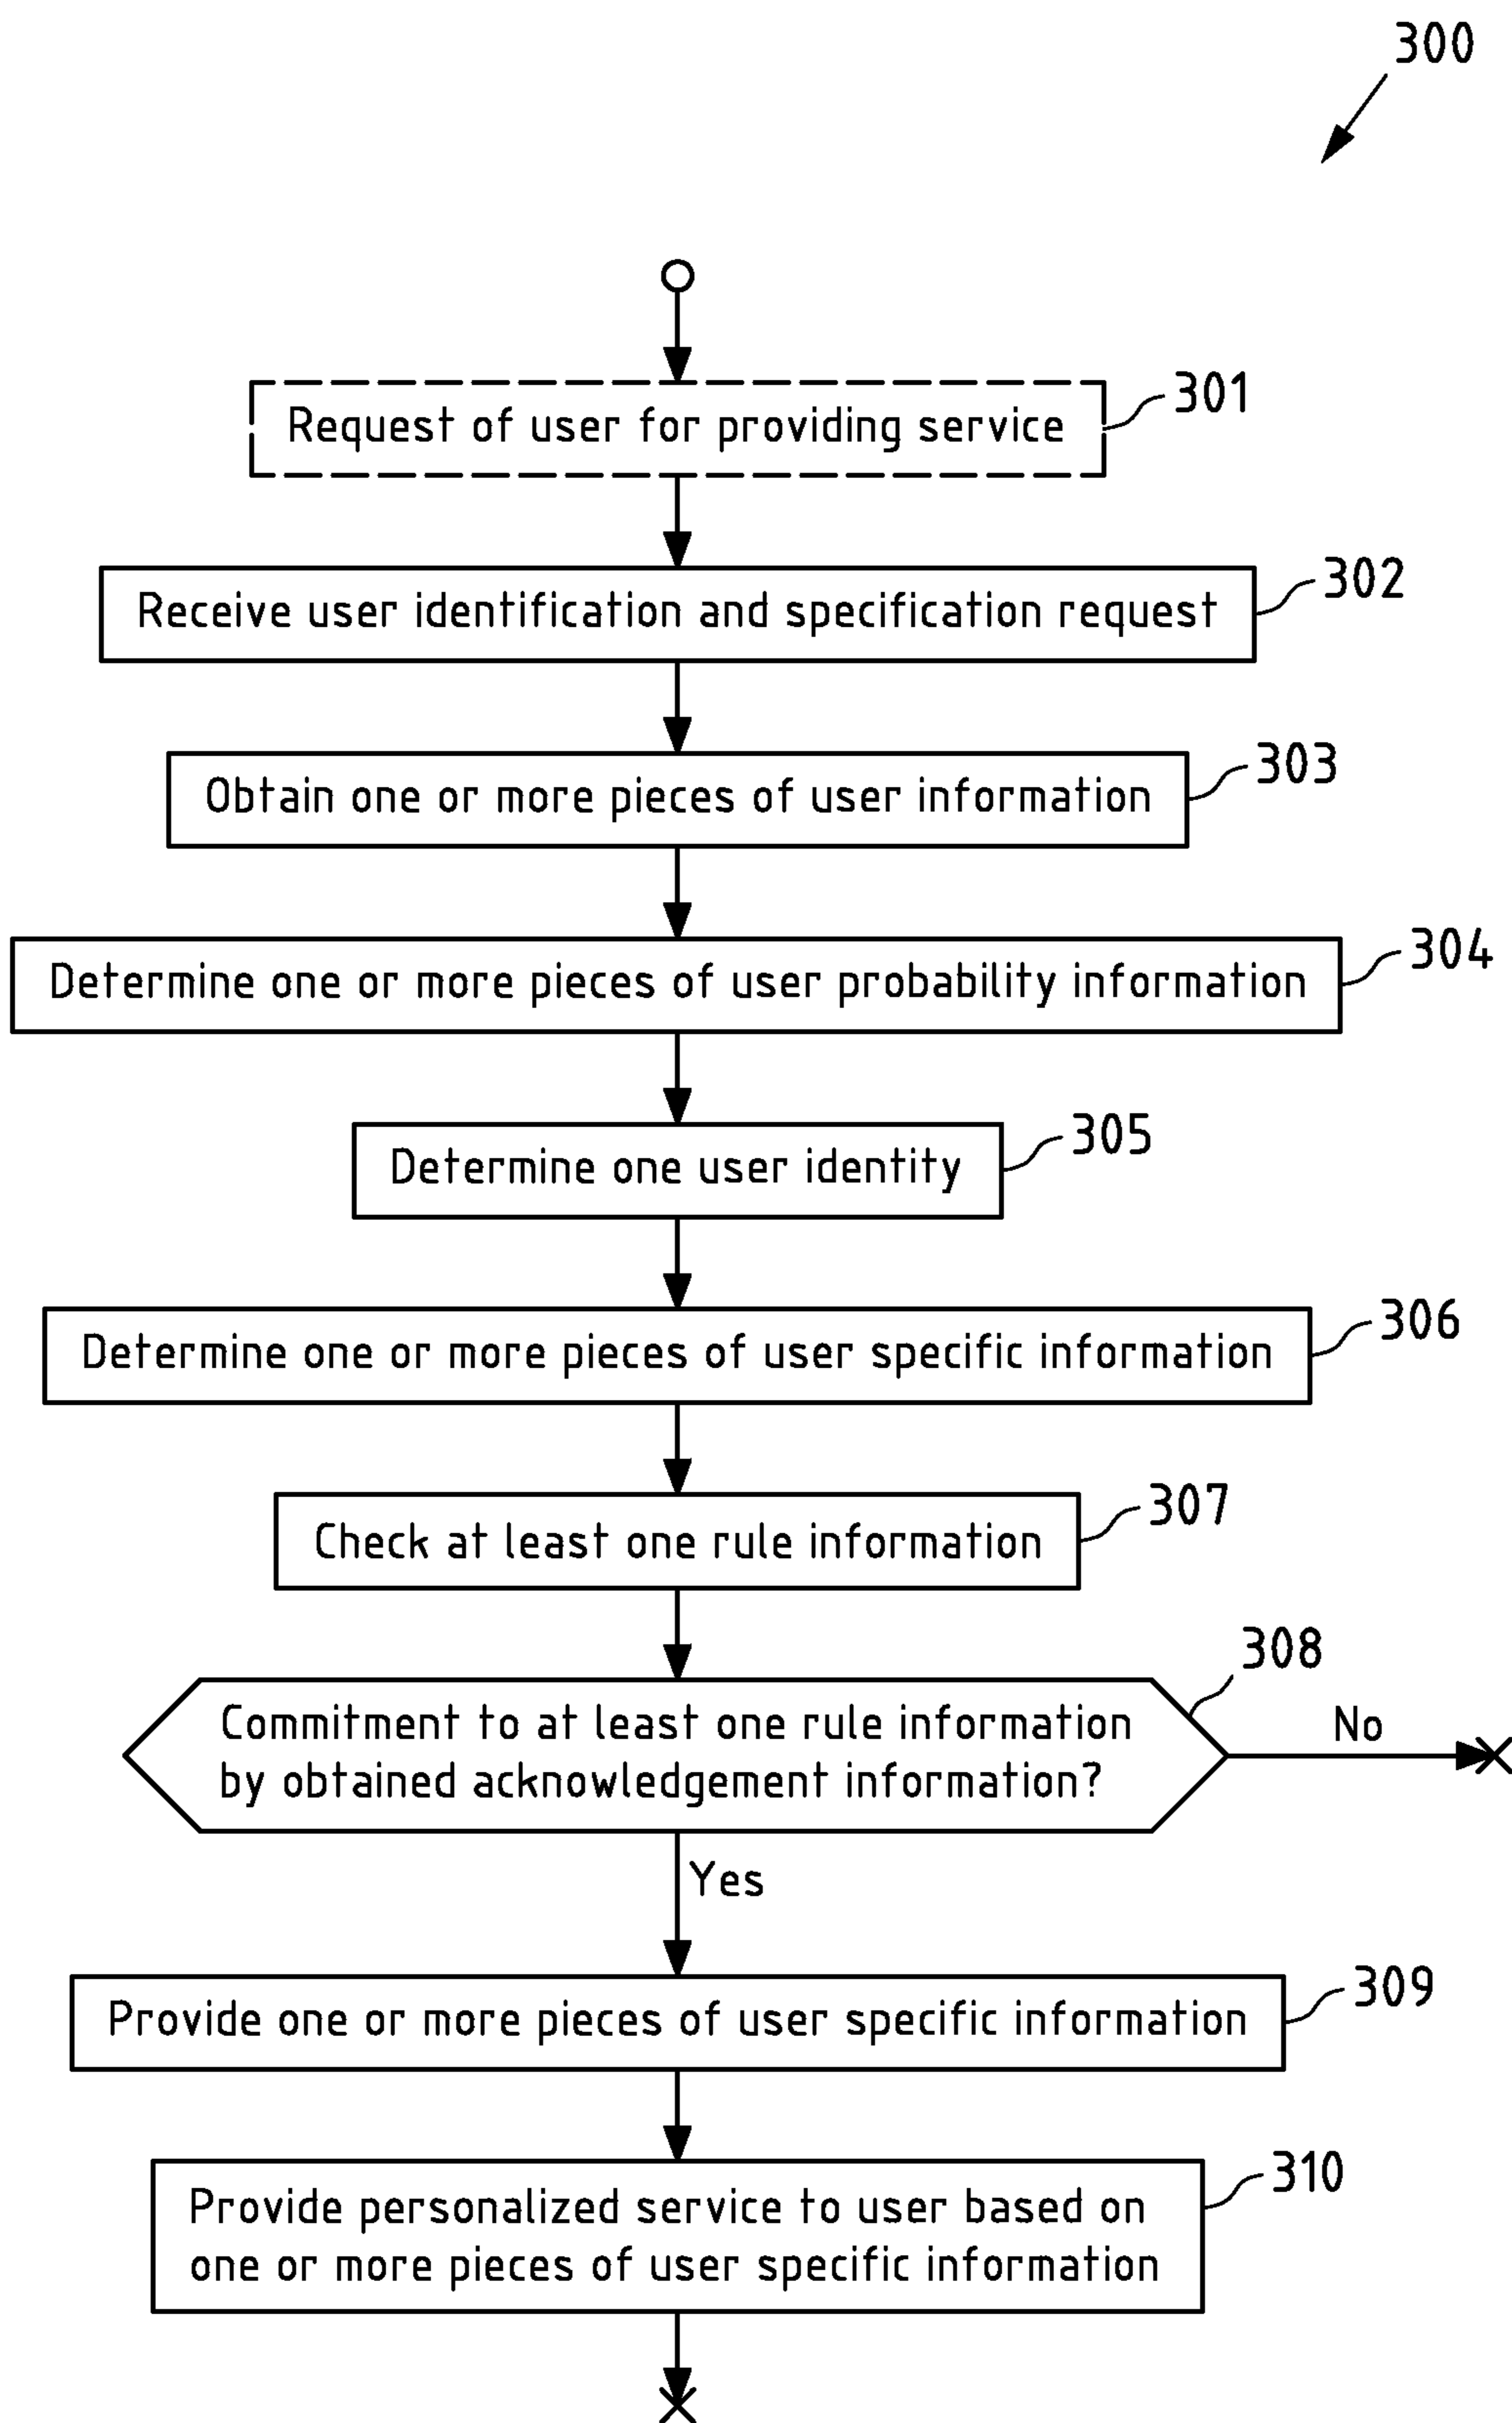 300
301
Request of user for providing service
302
Receive user identification and specification request
303
Obtain one or more pieces of user information
304
Determine one or more pieces of user probability information
305
Determine one user identity
306
Determine one or more pieces of user specific information
307
Check at least one rule information
308
Commitment to at least one rule information
by obtained acknowledgement information?
No
Yes
309
Provide one or more pieces of user specific information
310
Provide personalized service to user based on
one or more pieces of user specific information